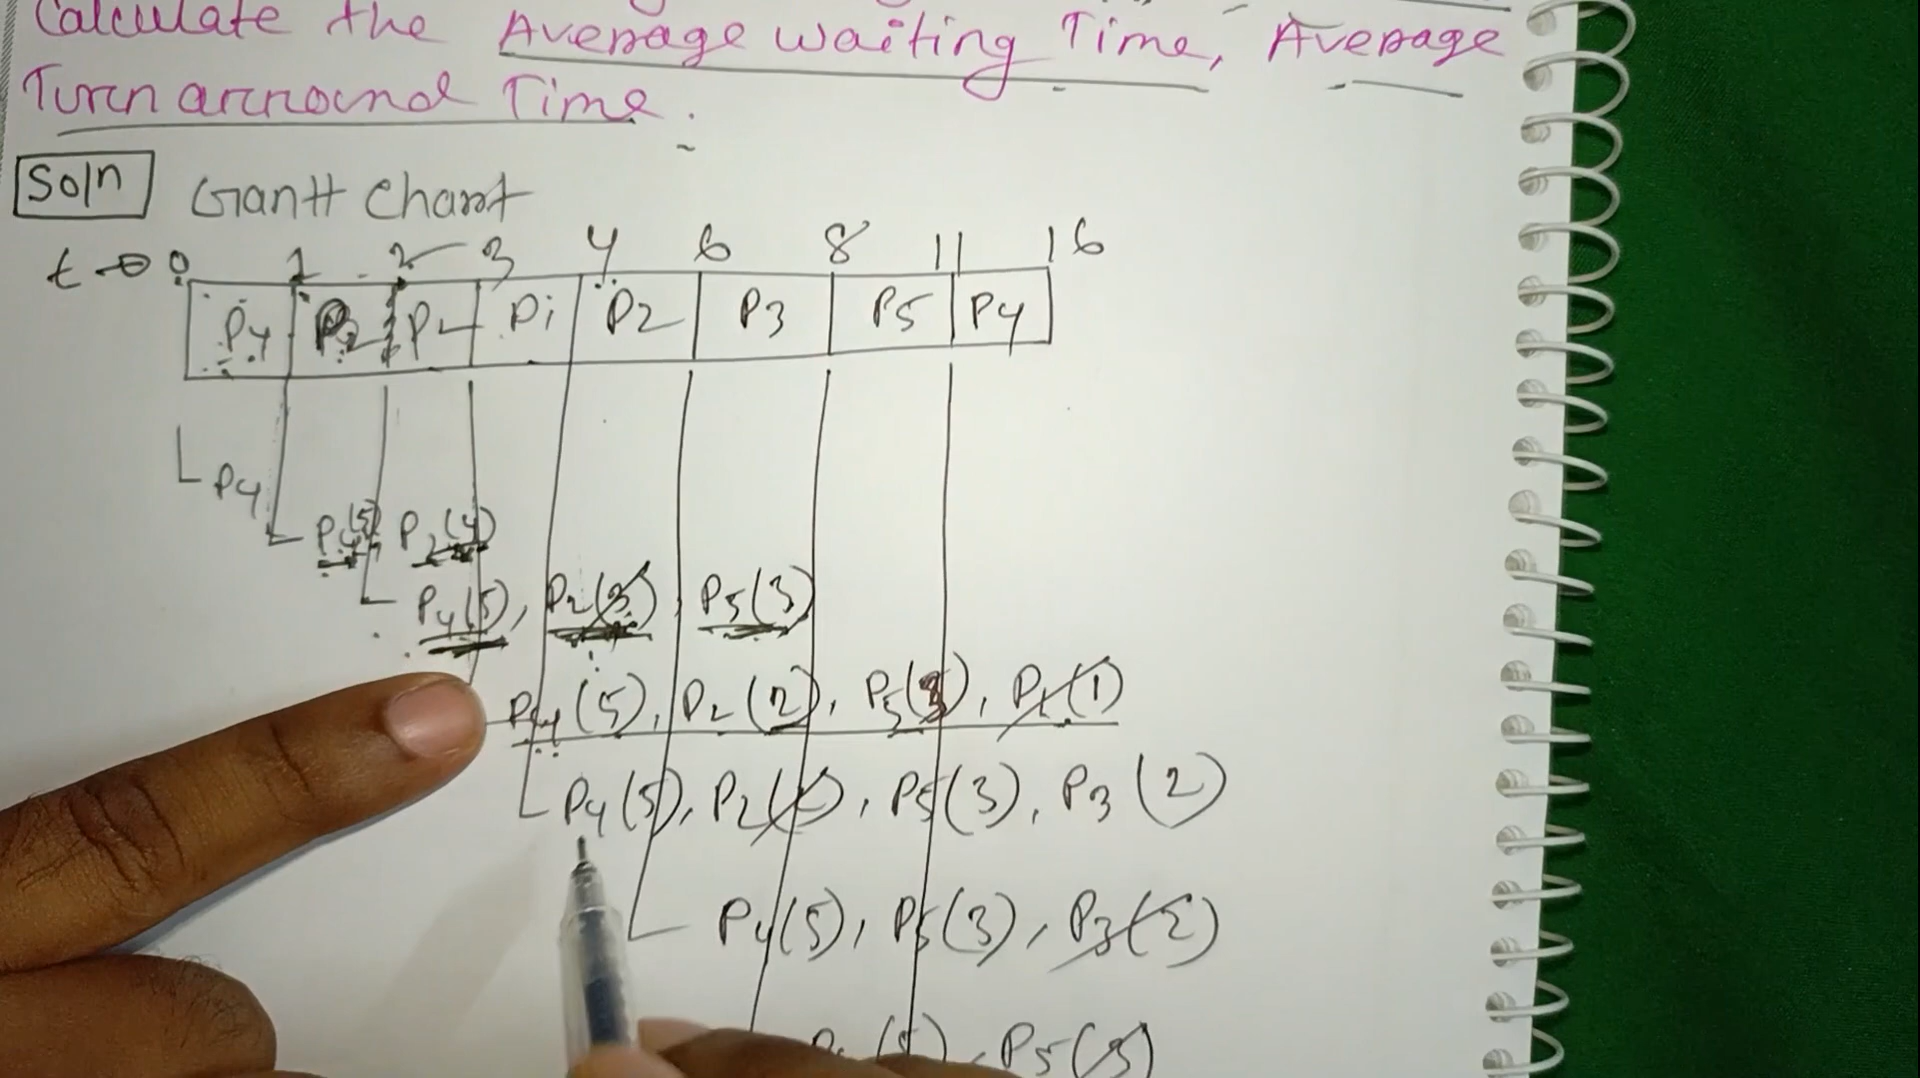 Calculate the Average waiting Time, Average
Turn around Time.
Soln Gantt Chart
t→ 0 1 2 3 4 6 8 11 16
P4 P2 P2 P1 P2 P3 P5 P4
P4
P4(5) P2(4)
P4(5), P2(3), P5(3)
P4(5), P2(2), P5(3), P1(1)
P4(5), P2(2), P5(3), P3(2)
P4(5), P5(3), P3(2)
P5(3)